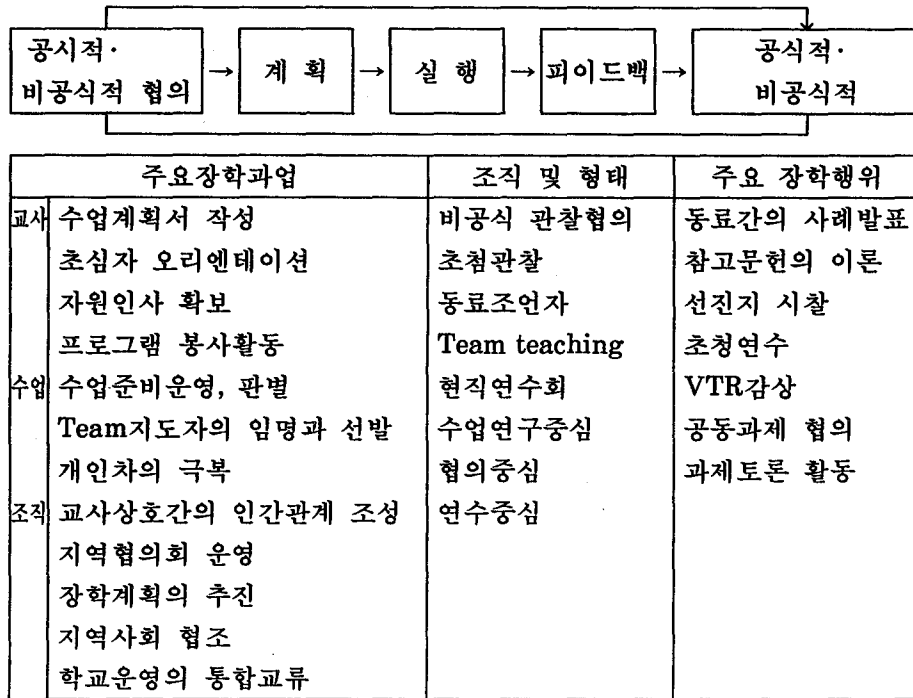 공시적·
비공식적 협의 → 계 획 → 실 행 → 피이드백 → 공식적·
비공식적
주요장학과업 조직 및 형태 주요 장학행위
교사 수업계획서 작성 비공식 관찰협의 동료간의 사례발표
초심자 오리엔테이션 초첨관찰 참고문헌의 이론
자원인사 확보 동료조언자 선진지 시찰
프로그램 봉사활동 Team teaching 초청연수
수업 수업준비운영, 판별 현직연수회 VTR감상
Team지도자의 임명과 선발 수업연구중심 공동과제 협의
개인차의 극복 협의중심 과제토론 활동
조직 교사상호간의 인간관계 조성 연수중심
지역협의회 운영
장학계획의 추진
지역사회 협조
학교운영의 통합교류